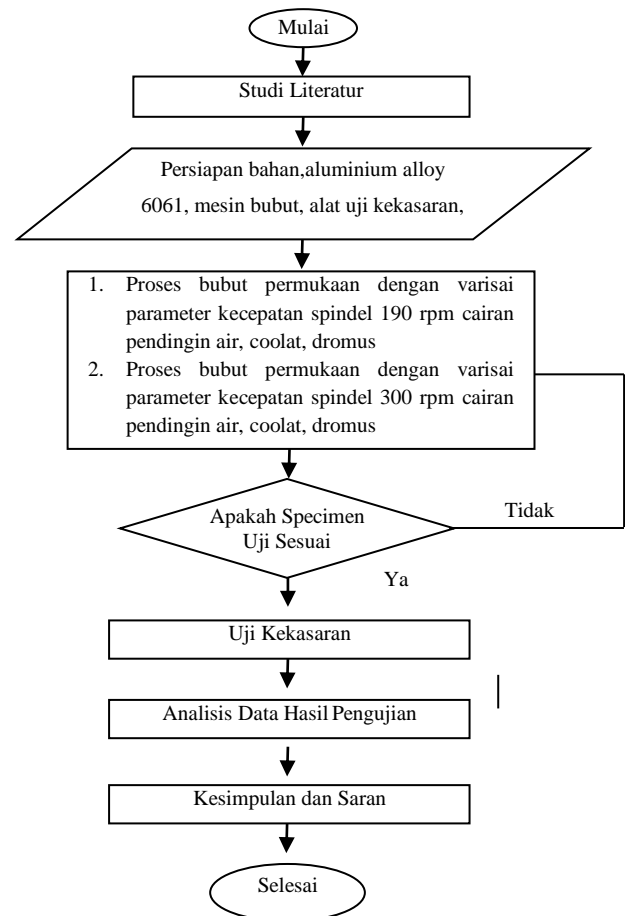 Mulai
Studi Literatur
Persiapan bahan,aluminium alloy
6061, mesin bubut, alat uji kekasaran,
1. Proses bubut permukaan dengan varisai
parameter kecepatan spindel 190 rpm cairan
pendingin air, coolat, dromus
2. Proses bubut permukaan dengan varisai
parameter kecepatan spindel 300 rpm cairan
pendingin air, coolat, dromus
Apakah Specimen
Uji Sesuai
Tidak
Ya
Uji Kekasaran
Analisis Data Hasil Pengujian
Kesimpulan dan Saran
Selesai